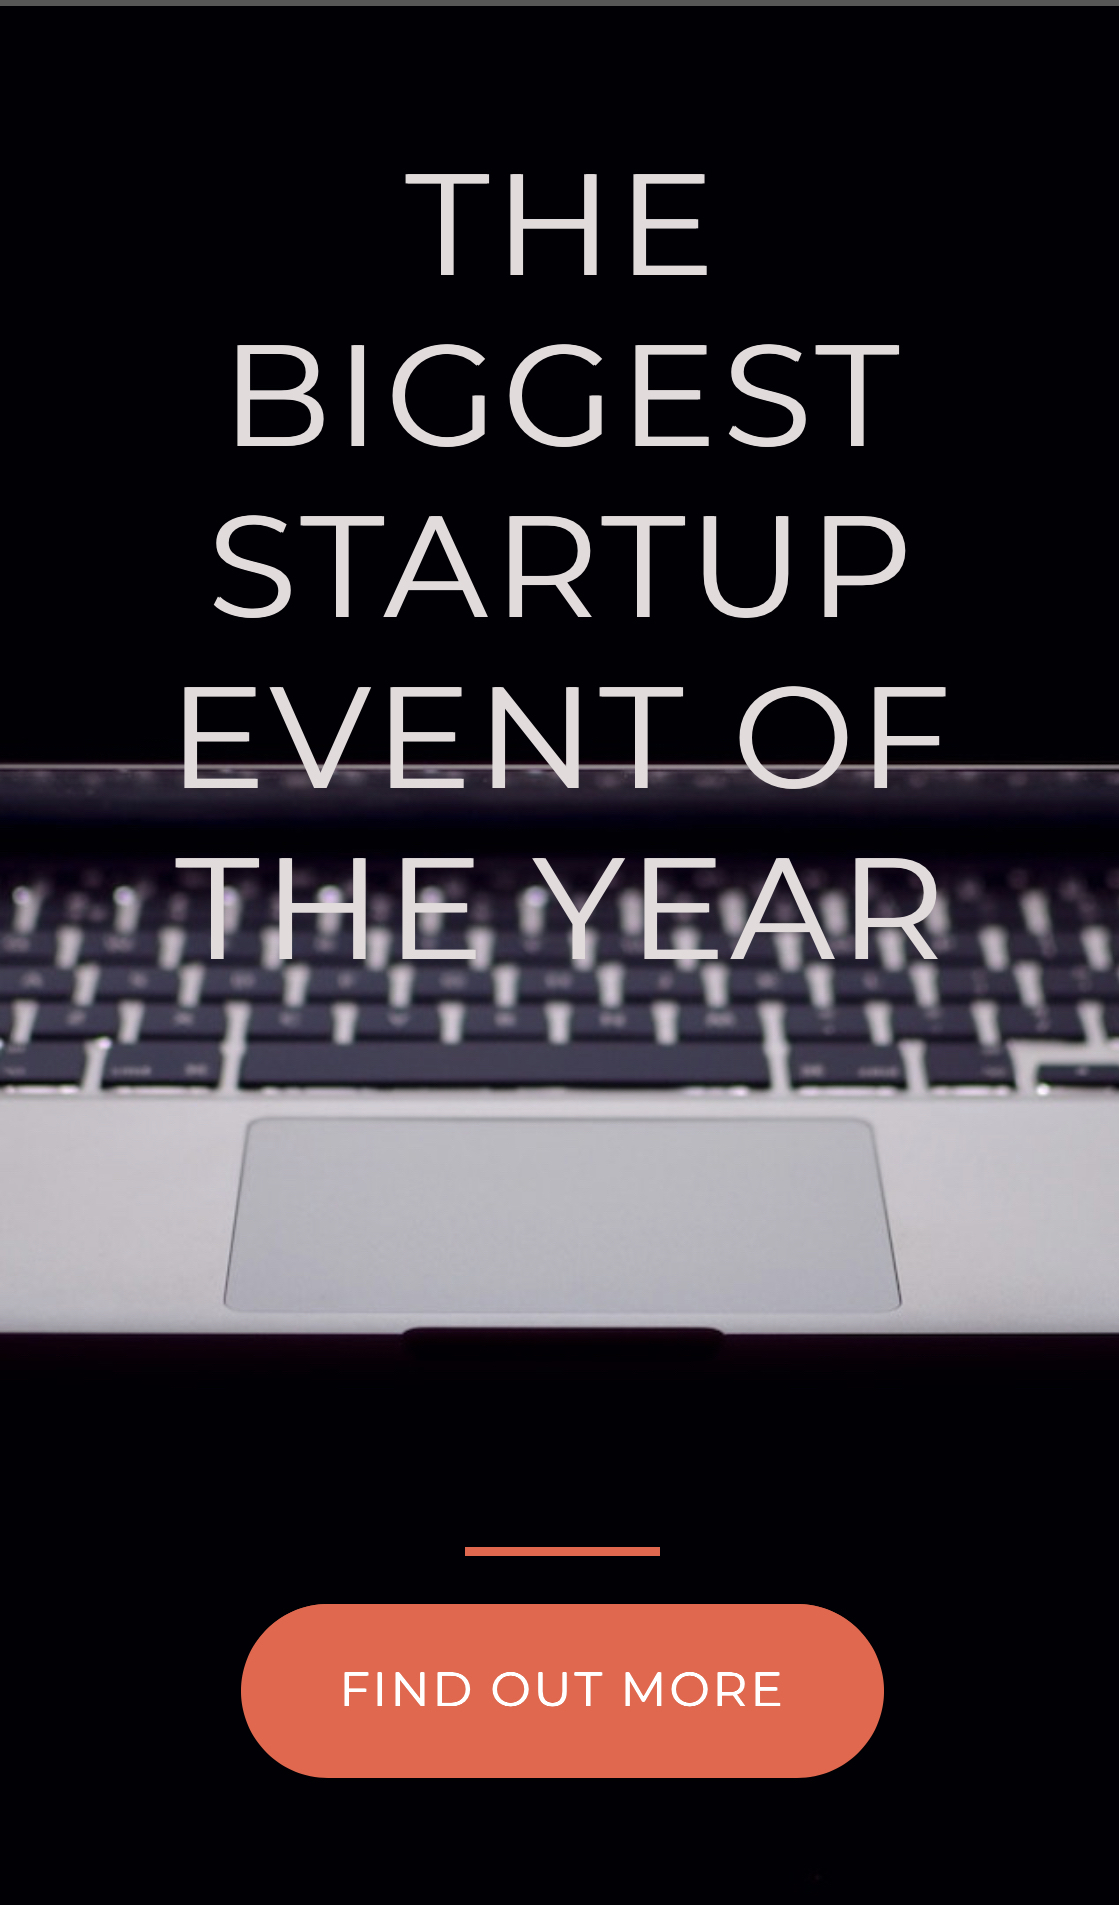 THE
BIGGEST
STARTUP
EVENT OF
THE YEAR
FIND OUT MORE